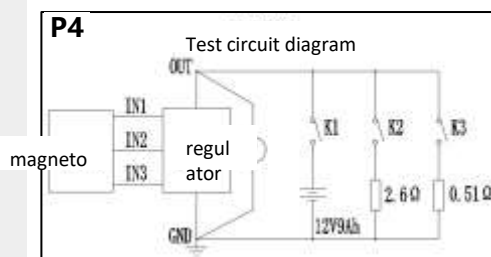 P4
Test circuit diagram
OUT
IN1
IN2
IN3
magneto
regul
ator
K1
K2
K3
2.6Ω
0.51Ω
12V9Ah
GND